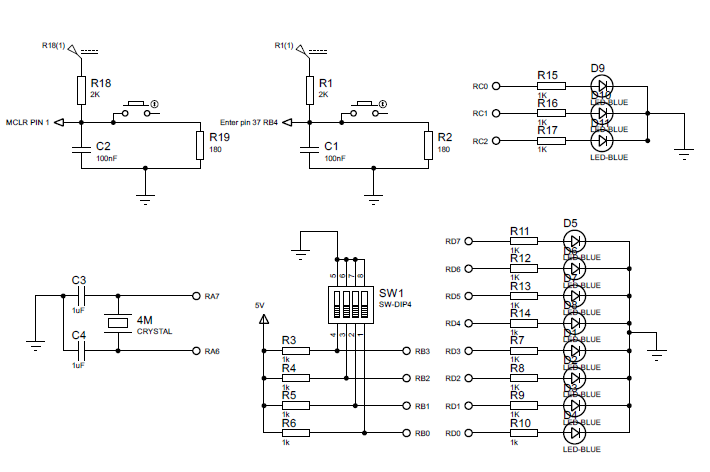 R18(1)
R18
2K
MCLR PIN 1
C2
100nF
R19
180
R1(1)
R1
2K
Enter pin 37 RB4
C1
100nF
R2
180
D9
RC0
R15
1K
LED-BLUE
D10
RC1
R16
1K
LED-BLUE
D11
RC2
R17
1K
LED-BLUE
C3
1uF
RA7
4M
CRYSTAL
C4
1uF
RA6
5 6 7 8
SW1
SW-DIP4
4 3 2 1
5V
R3
1k
RB3
R4
1k
RB2
R5
1k
RB1
R6
1k
RB0
D5
RD7
R11
1K
LED-BLUE
D6
RD6
R12
1K
LED-BLUE
D7
RD5
R13
1K
LED-BLUE
D8
RD4
R14
1k
LED-BLUE
D1
RD3
R7
1K
LED-BLUE
D2
RD2
R8
1K
LED-BLUE
D3
RD1
R9
1K
LED-BLUE
D4
RD0
R10
1k
LED-BLUE